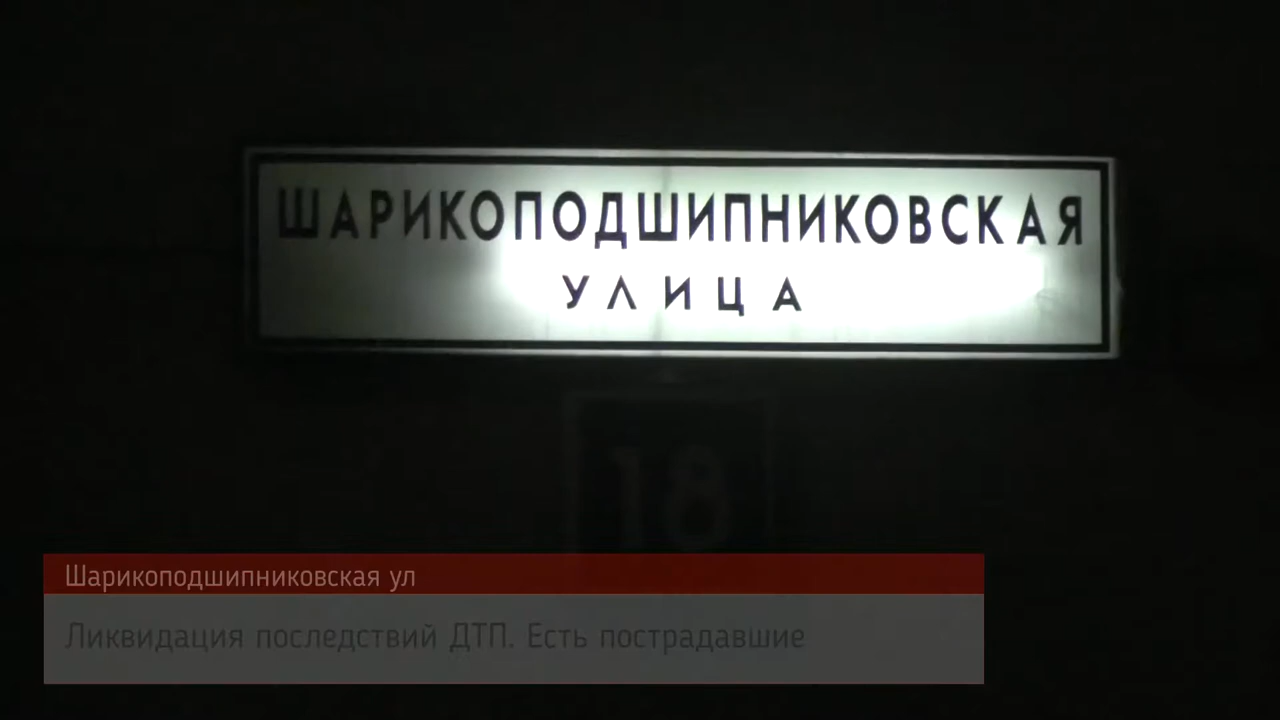 ШАРИКОПОДШИПНИКОВСКАЯ
УЛИЦА
18
Шарикоподшипниковская ул
Ликвидация последствий ДТП. Есть пострадавшие